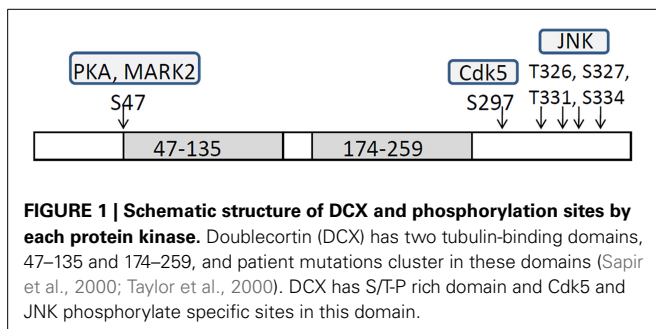 JNK
PKA, MARK2 Cdk5 T326, S327,
S47 S297 T331, S334
47-135 174-259
FIGURE 1 | Schematic structure of DCX and phosphorylation sites by
each protein kinase. Doublecortin (DCX) has two tubulin-binding domains,
47–135 and 174–259, and patient mutations cluster in these domains (Sapir
et al., 2000; Taylor et al., 2000). DCX has S/T-P rich domain and Cdk5 and
JNK phosphorylate specific sites in this domain.